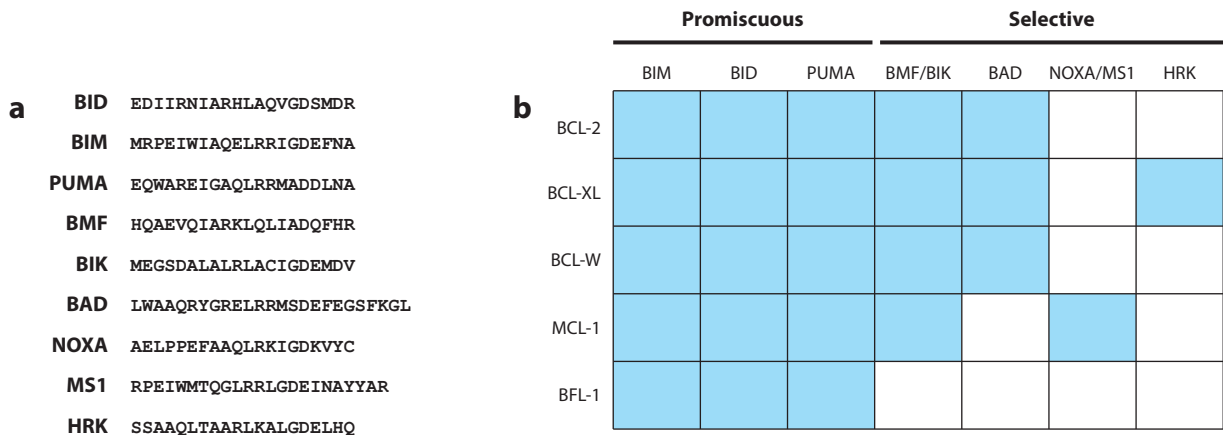 a
BID EDIIRNIARHLAQVGDSMDR
BIM MRPEIWIAQELRRIGDEFNA
PUMA EQWAREIGAQLRRMADDLNA
BMF HQAEVQIARKLQLIADQFHR
BIK MEGSDALALRLACIGDEMDV
BAD LWAAQRYGRELRRMSDEFEGSFKGL
NOXA AELPPEFAAQLRKIGDKVYC
MS1 RPEIWMTQGLRRLGDEINAYYAR
HRK SSAAQLTAARLKALGDELHQ
b
Promiscuous Selective
BIM BID PUMA BMF/BIK BAD NOXA/MS1 HRK
BCL-2
BCL-XL
BCL-W
MCL-1
BFL-1